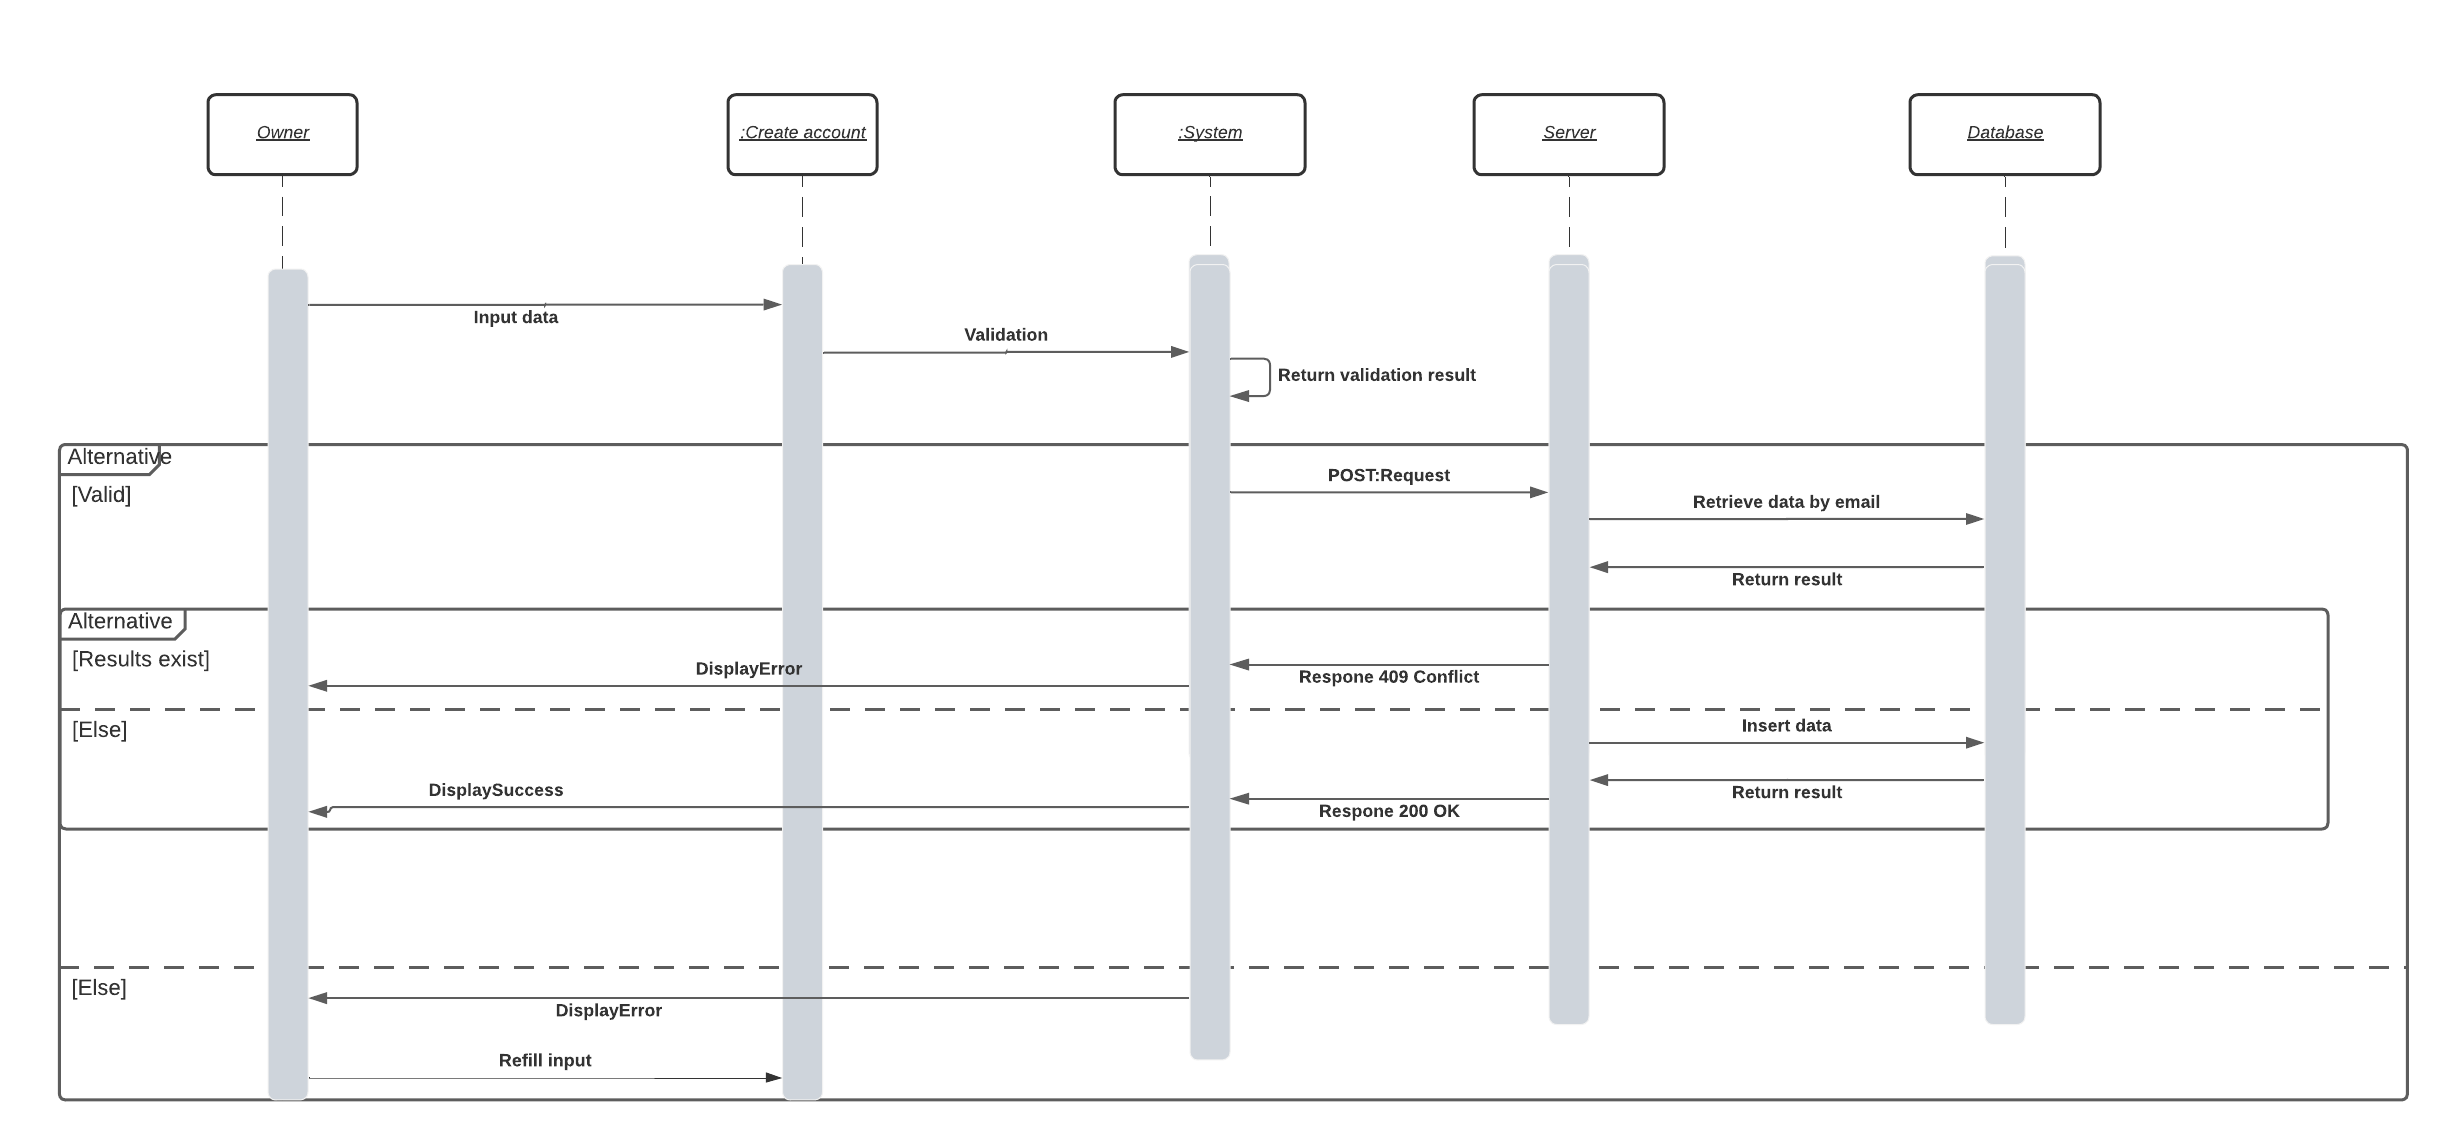 Owner
:Create account
:System
Server
Database
Input data
Validation
Return validation result
Alternative
[Valid]
POST:Request
Retrieve data by email
Return result
Alternative
[Results exist]
DisplayError
Respone 409 Conflict
[Else]
Insert data
DisplaySuccess
Return result
Respone 200 OK
[Else]
DisplayError
Refill input